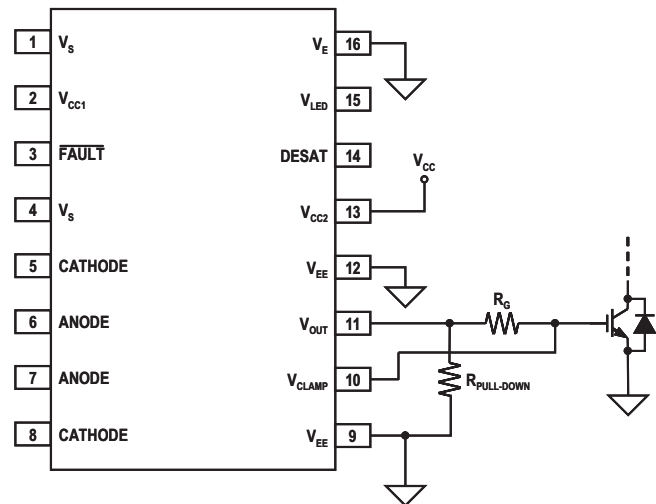 1 VS VE 16
2 VCC1 VLED 15
3 FAULT DESAT 14
VCC
4 VS VCC2 13
5 CATHODE VEE 12
6 ANODE VOUT 11 RG
7 ANODE VCLAMP 10 RPULL-DOWN
8 CATHODE VEE 9